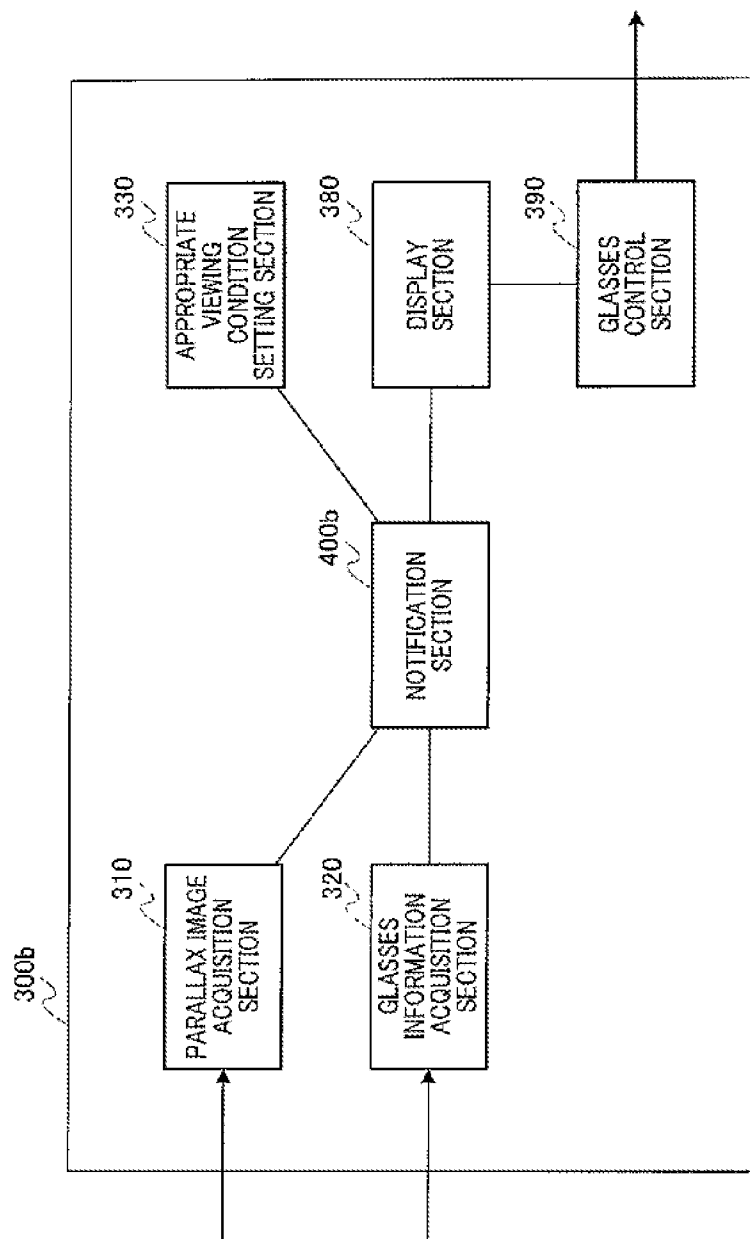 300b
310
PARALLAX IMAGE
ACQUISITION
SECTION
320
GLASSES
INFORMATION
ACQUISITION
SECTION
400b
NOTIFICATION
SECTION
330
APPROPRIATE
VIEWING
CONDITION
SETTING SECTION
380
DISPLAY
SECTION
390
GLASSES
CONTROL
SECTION